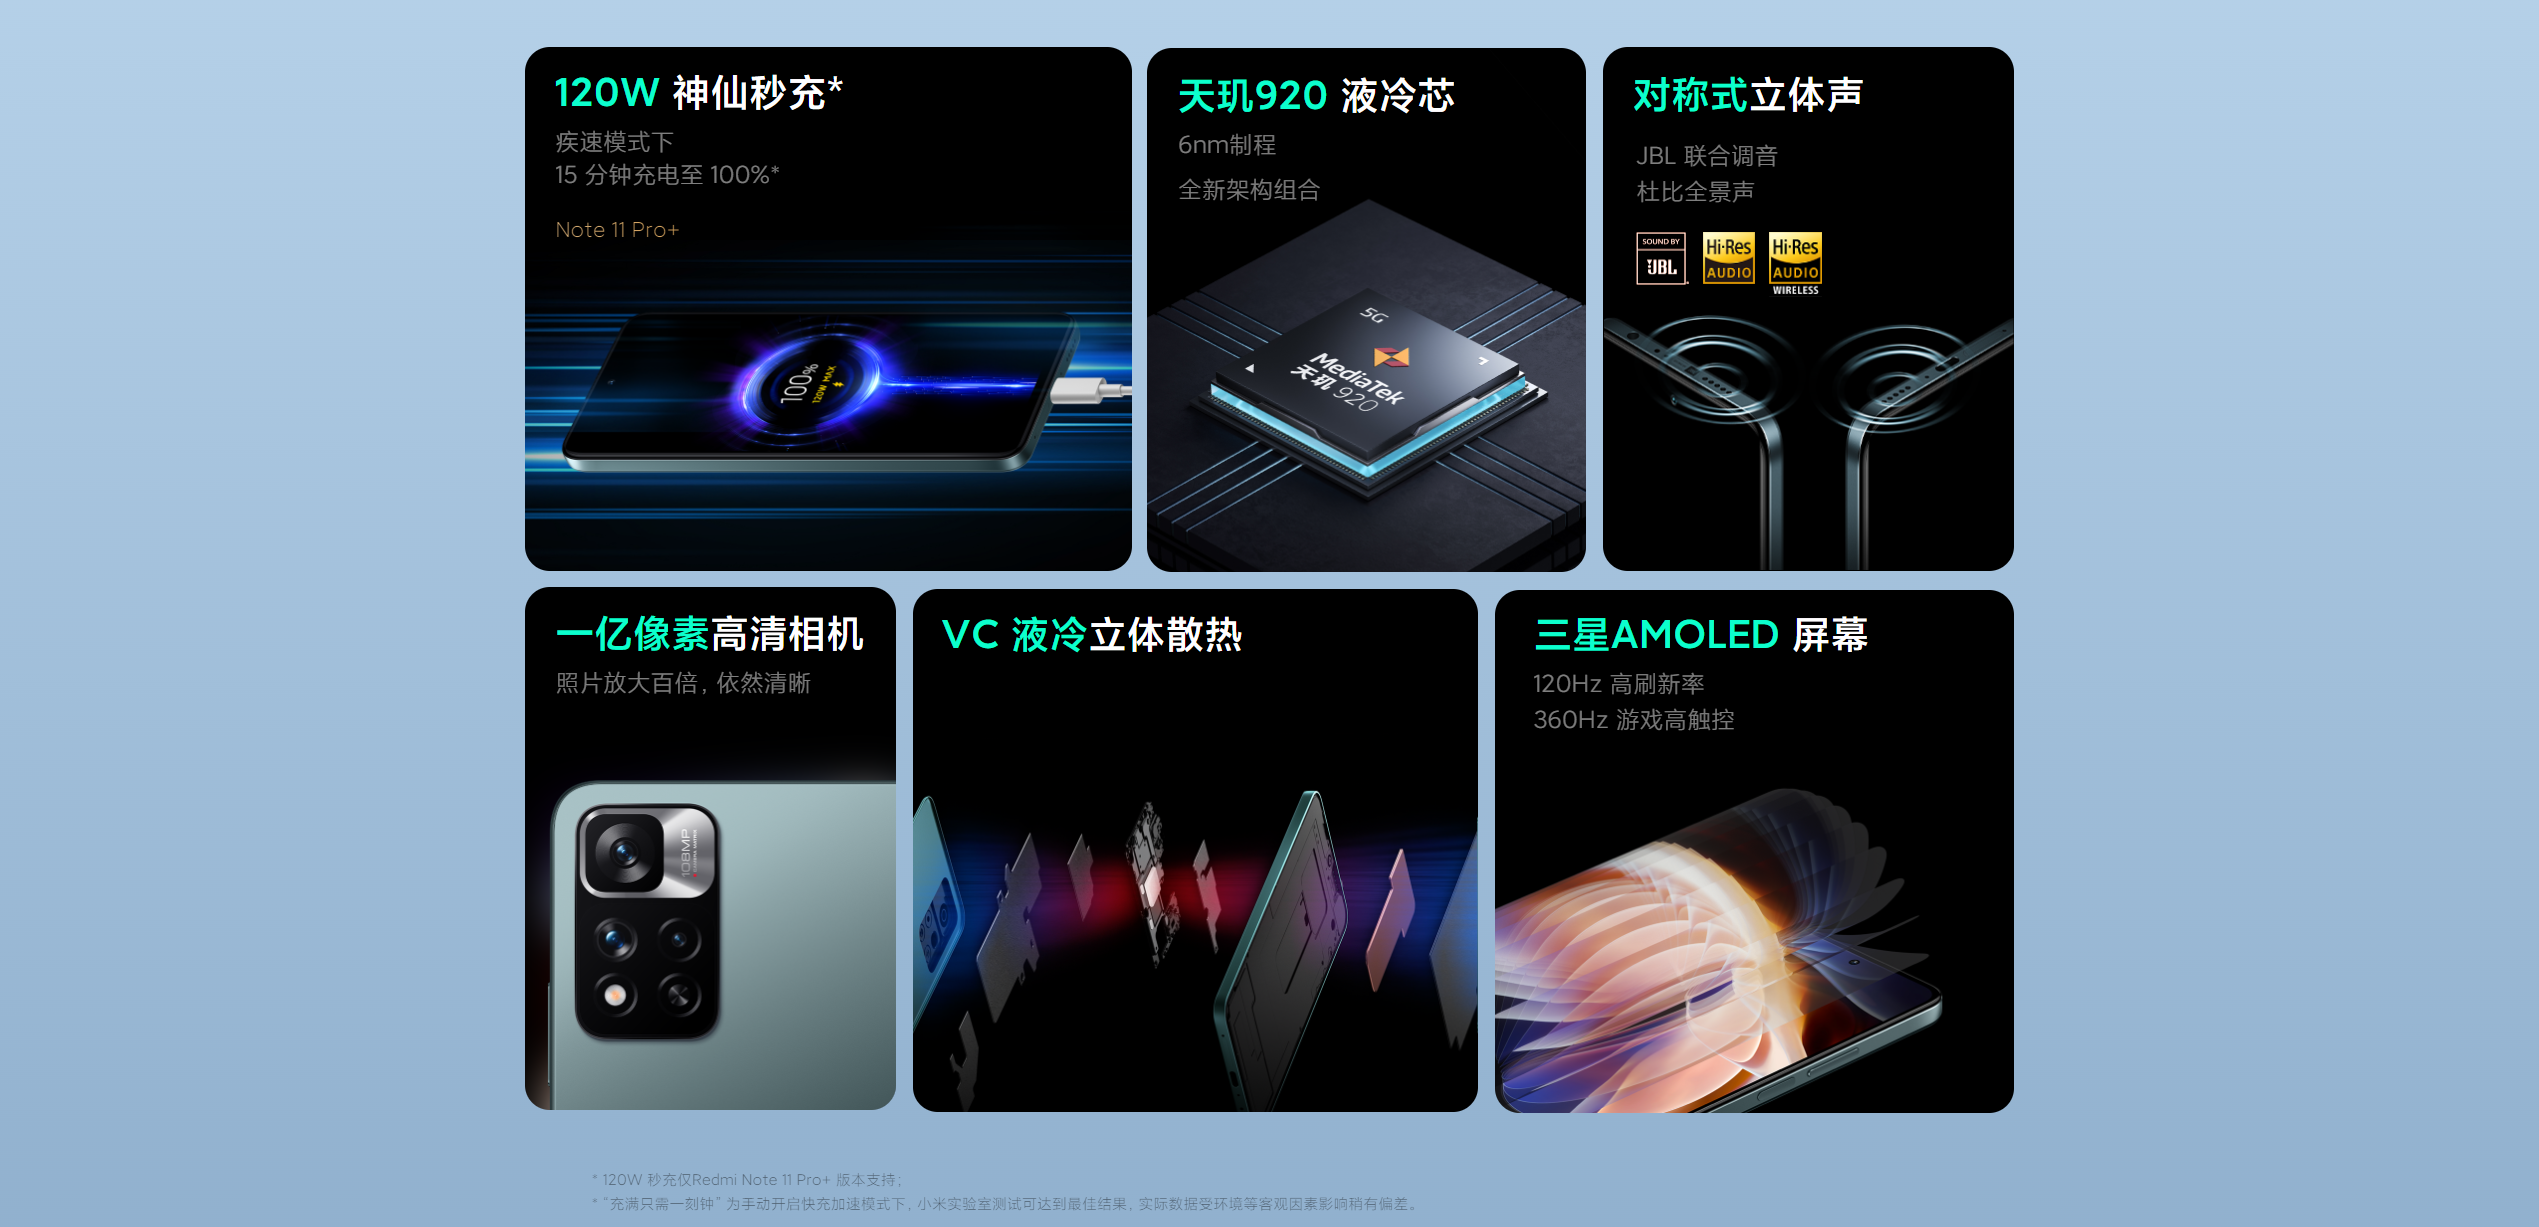 120W 神仙秒充*
疾速模式下
15 分钟充电至 100%*
Note 11 Pro+
100%
120W MAX
天玑920 液冷芯
6nm制程
全新架构组合
5G
MediaTek
天玑 920
对称式立体声
JBL 联合调音
杜比全景声
SOUND BY
JBL
Hi-Res
AUDIO
Hi-Res
AUDIO
WIRELESS
一亿像素高清相机
照片放大百倍，依然清晰
108MP
VC 液冷立体散热
三星AMOLED 屏幕
120Hz 高刷新率
360Hz 游戏高触控
* 120W 秒充仅Redmi Note 11 Pro+ 版本支持；
* “充满只需一刻钟” 为手动开启快充加速模式下，小米实验室测试可达到最佳结果，实际数据受环境等客观因素影响稍有偏差。